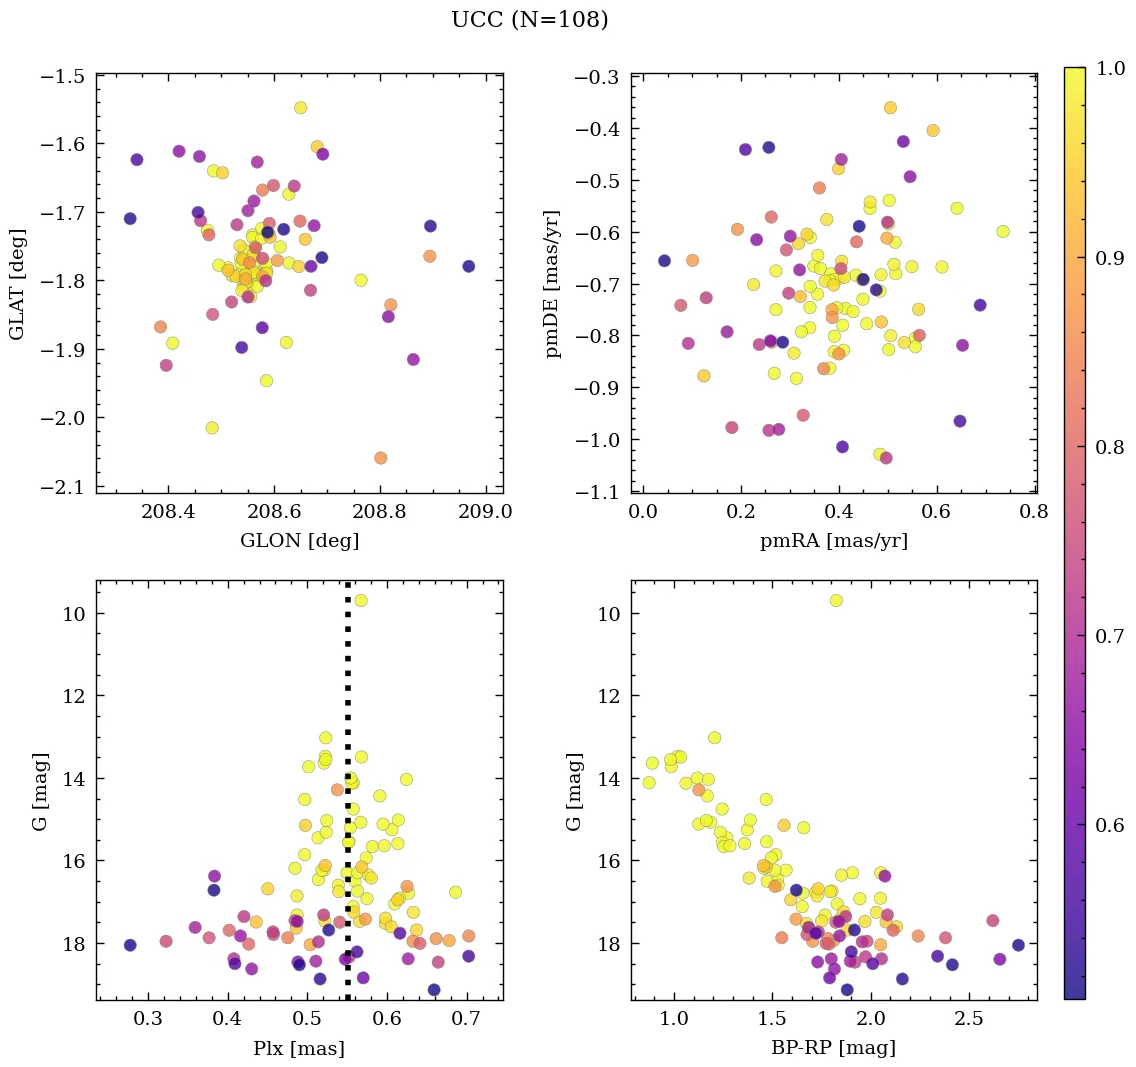 UCC (N=108)
−1.5
−1.6
−1.7
−1.8
−1.9
−2.0
−2.1
GLAT [deg]
208.4 208.6 208.8 209.0
GLON [deg]
−0.3
−0.4
−0.5
−0.6
−0.7
−0.8
−0.9
−1.0
−1.1
pmDE [mas/yr]
0.0 0.2 0.4 0.6 0.8
pmRA [mas/yr]
10
12
14
16
18
G [mag]
0.3 0.4 0.5 0.6 0.7
Plx [mas]
10
12
14
16
18
G [mag]
1.0 1.5 2.0 2.5
BP-RP [mag]
1.0
0.9
0.8
0.7
0.6